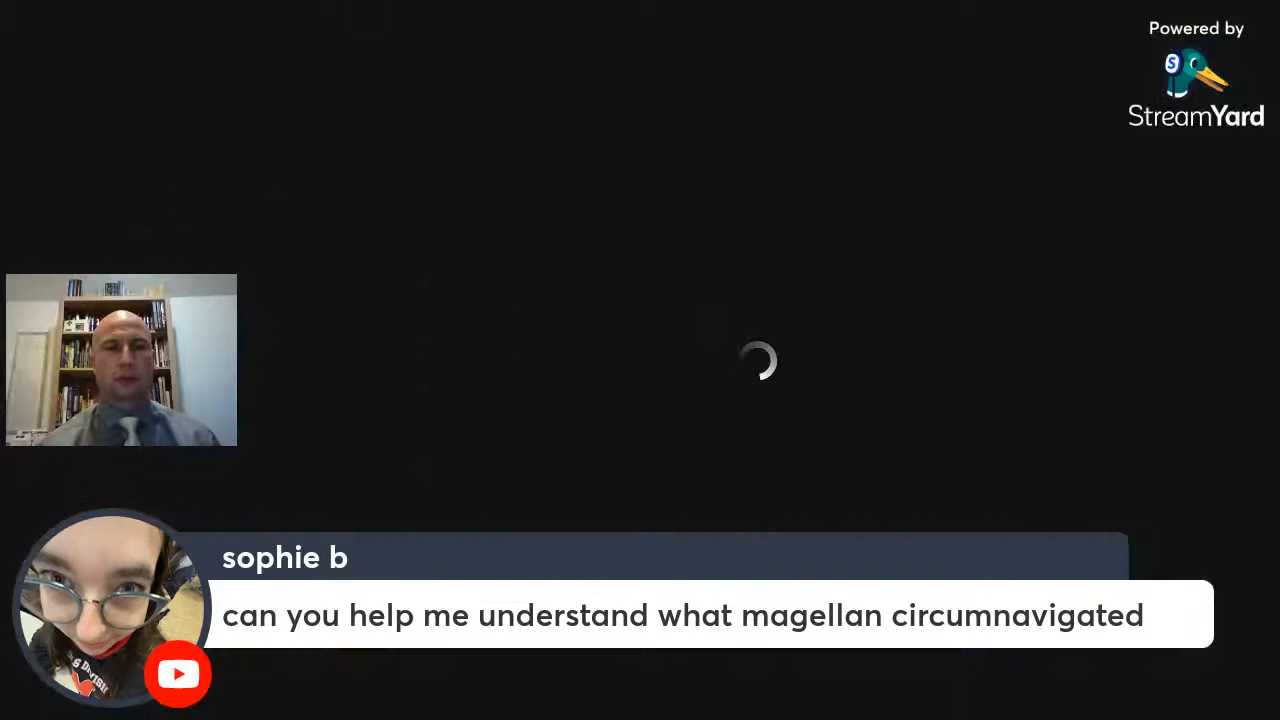 Powered by
StreamYard
sophie b
can you help me understand what magellan circumnavigated